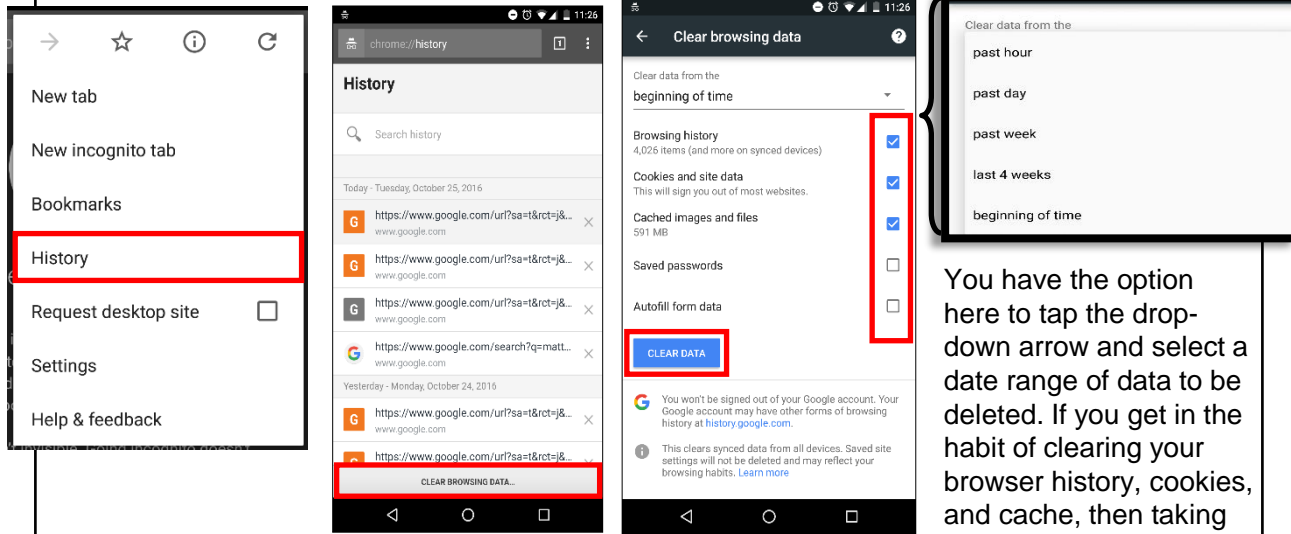 New tab
New incognito tab
Bookmarks
History
Request desktop site
Settings
Help & feedback
11:26
chrome://history
1
History
Search history
Today - Tuesday, October 25, 2016
G https://www.google.com/url?sa=t&rct=j&...
www.google.com
G https://www.google.com/url?sa=t&rct=j&...
www.google.com
G https://www.google.com/url?sa=t&rct=j&...
www.google.com
G https://www.google.com/search?q=matt...
www.google.com
Yesterday - Monday, October 24, 2016
G https://www.google.com/url?sa=t&rct=j&...
www.google.com
https://www.google.com/url?sa=t&rct=j&...
CLEAR BROWSING DATA...
11:26
Clear browsing data
Clear data from the
beginning of time
Browsing history
4,026 items (and more on synced devices)
Cookies and site data
This will sign you out of most websites.
Cached images and files
591 MB
Saved passwords
Autofill form data
CLEAR DATA
G You won't be signed out of your Google account. Your
Google account may have other forms of browsing
history at history.google.com.
This clears synced data from all devices. Saved site
settings will not be deleted and may reflect your
browsing habits. Learn more
Clear data from the
past hour
past day
past week
last 4 weeks
beginning of time
You have the option
here to tap the drop-
down arrow and select a
date range of data to be
deleted. If you get in the
habit of clearing your
browser history, cookies,
and cache, then taking